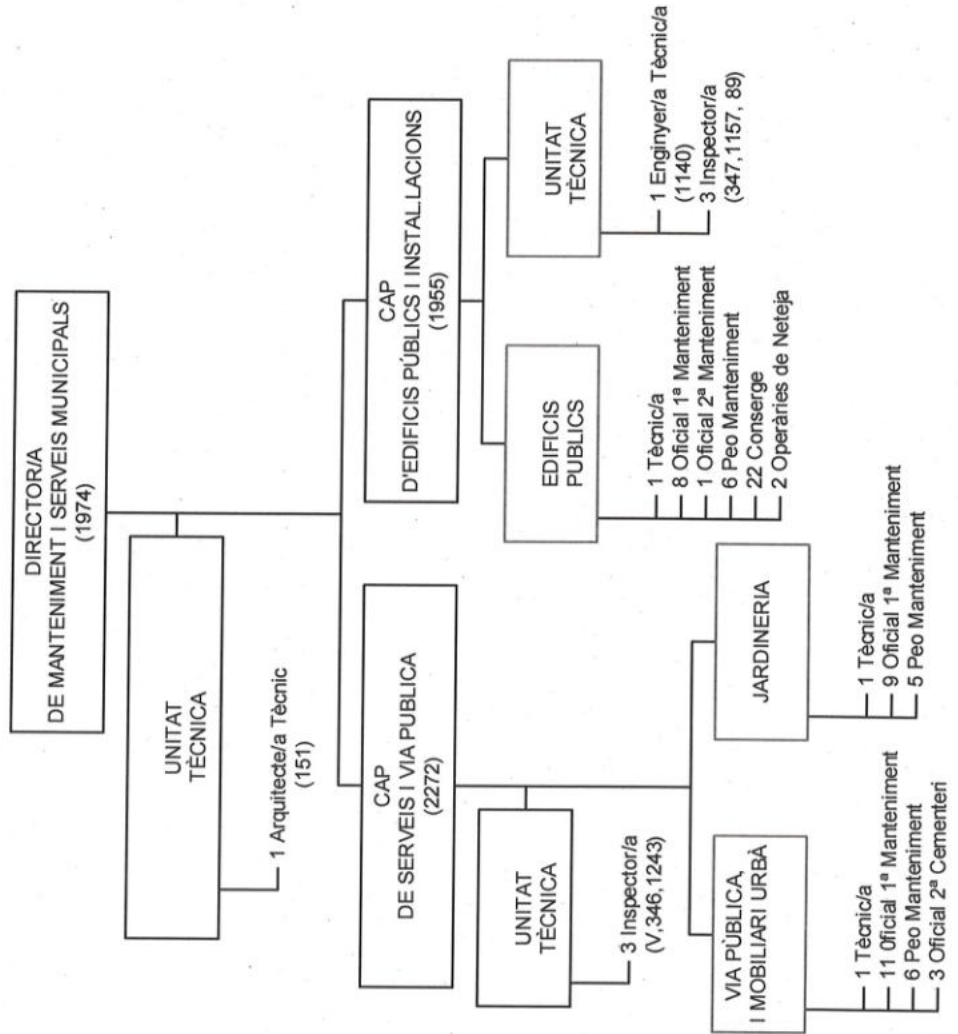 DIRECTOR/A
DE MANTENIMENT I SERVEIS MUNICIPALS
(1974)
UNITAT
TÈCNICA
1 Arquitecte/a Tècnic
(151)
CAP
DE SERVEIS I VIA PUBLICA
(2272)
CAP
D'EDIFICIS PÚBLICS I INSTAL.LACIONS
(1955)
UNITAT
TÈCNICA
3 Inspector/a
(V,346,1243)
VIA PÙBLICA,
I MOBILIARI URBÀ
1 Tècnic/a
11 Oficial 1ª Manteniment
6 Peo Manteniment
3 Oficial 2ª Cementeri
JARDINERIA
1 Tècnic/a
9 Oficial 1ª Manteniment
5 Peo Manteniment
EDIFICIS
PUBLICS
1 Tècnic/a
8 Oficial 1ª Manteniment
1 Oficial 2ª Manteniment
6 Peo Manteniment
22 Conserge
2 Operàries de Neteja
UNITAT
TÈCNICA
1 Enginyer/a Tècnic/a
(1140)
3 Inspector/a
(347,1157, 89)